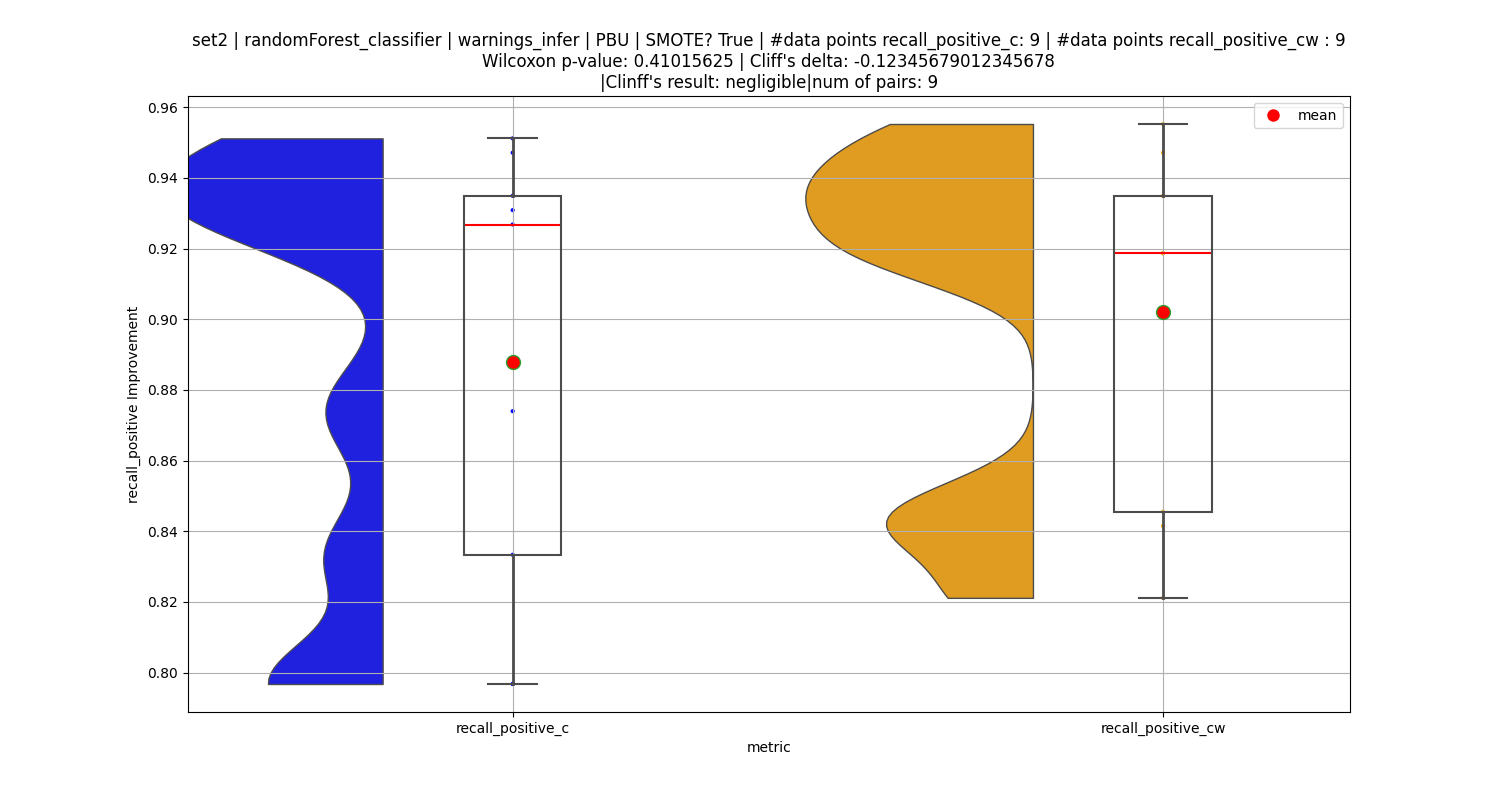 set2 | randomForest_classifier | warnings_infer | PBU | SMOTE? True | #data points recall_positive_c: 9 | #data points recall_positive_cw : 9
Wilcoxon p-value: 0.41015625 | Cliff's delta: -0.12345679012345678
|Clinff's result: negligible|num of pairs: 9
mean
0.96
0.94
0.92
0.90
0.88
0.86
0.84
0.82
0.80
recall_positive Improvement
recall_positive_c
recall_positive_cw
metric